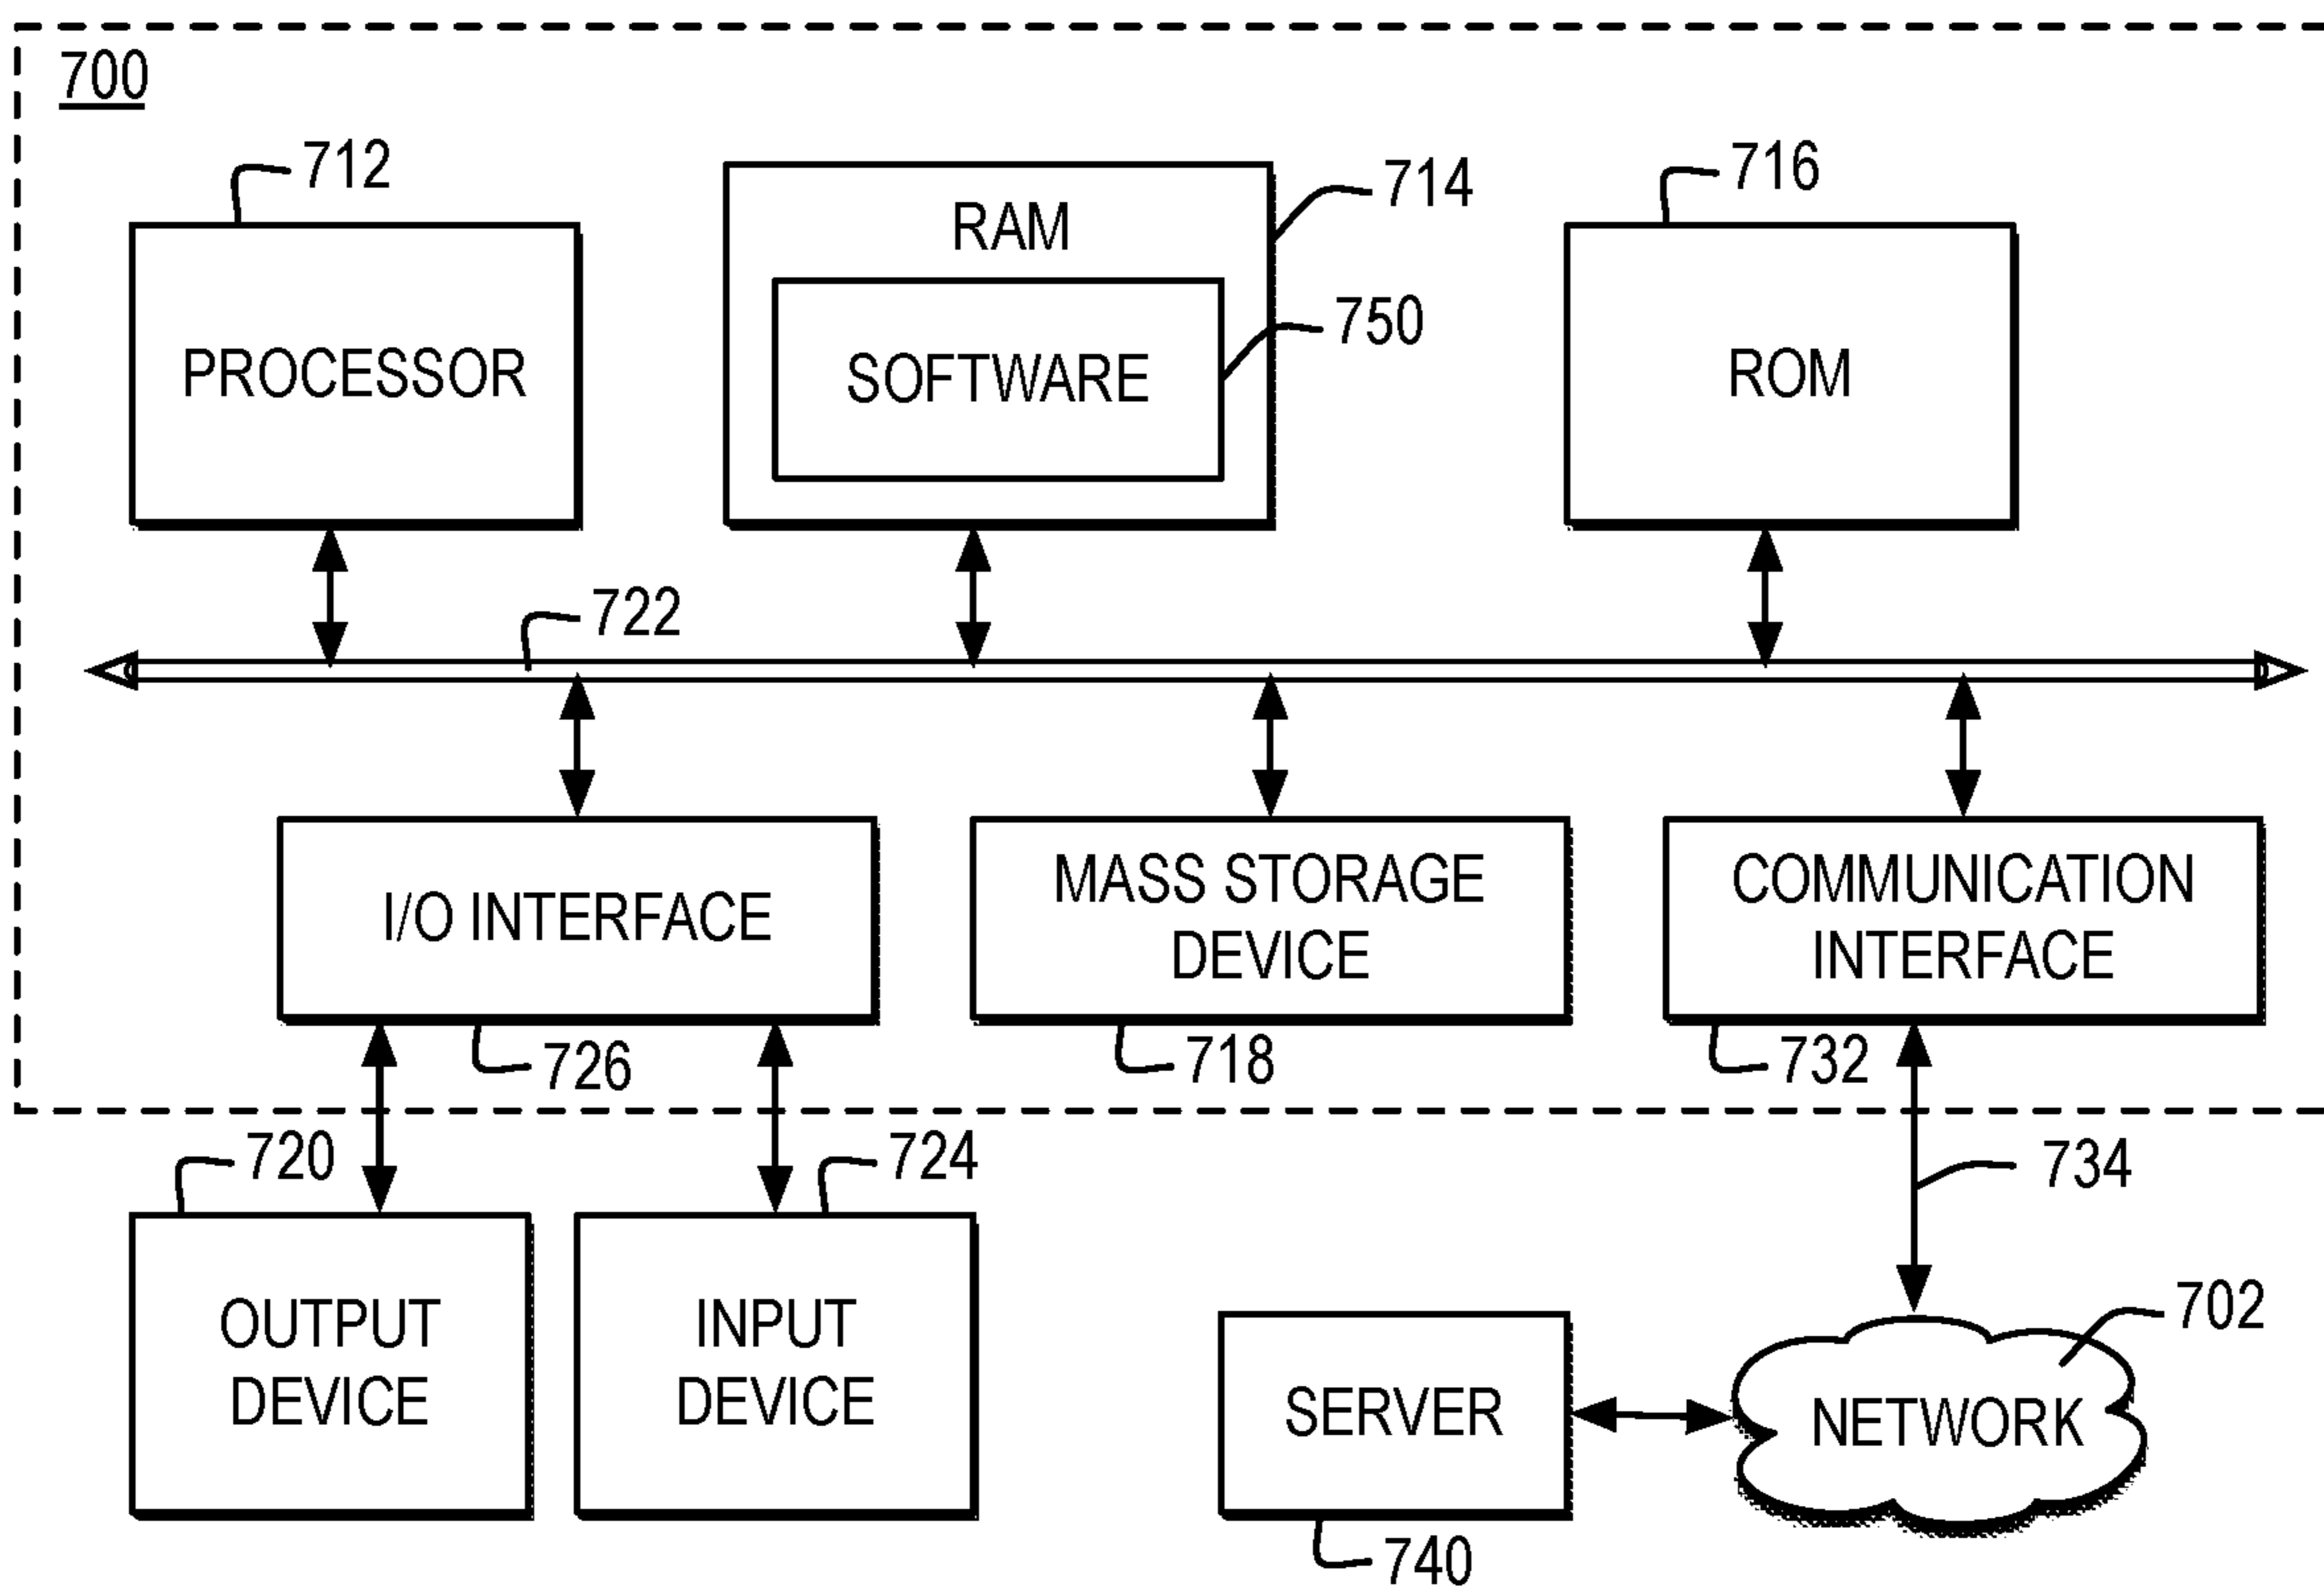 700
712
714
716
RAM
750
PROCESSOR
SOFTWARE
ROM
722
I/O INTERFACE
MASS STORAGE
DEVICE
COMMUNICATION
INTERFACE
726
718
732
720
724
734
OUTPUT
DEVICE
INPUT
DEVICE
702
SERVER
NETWORK
740